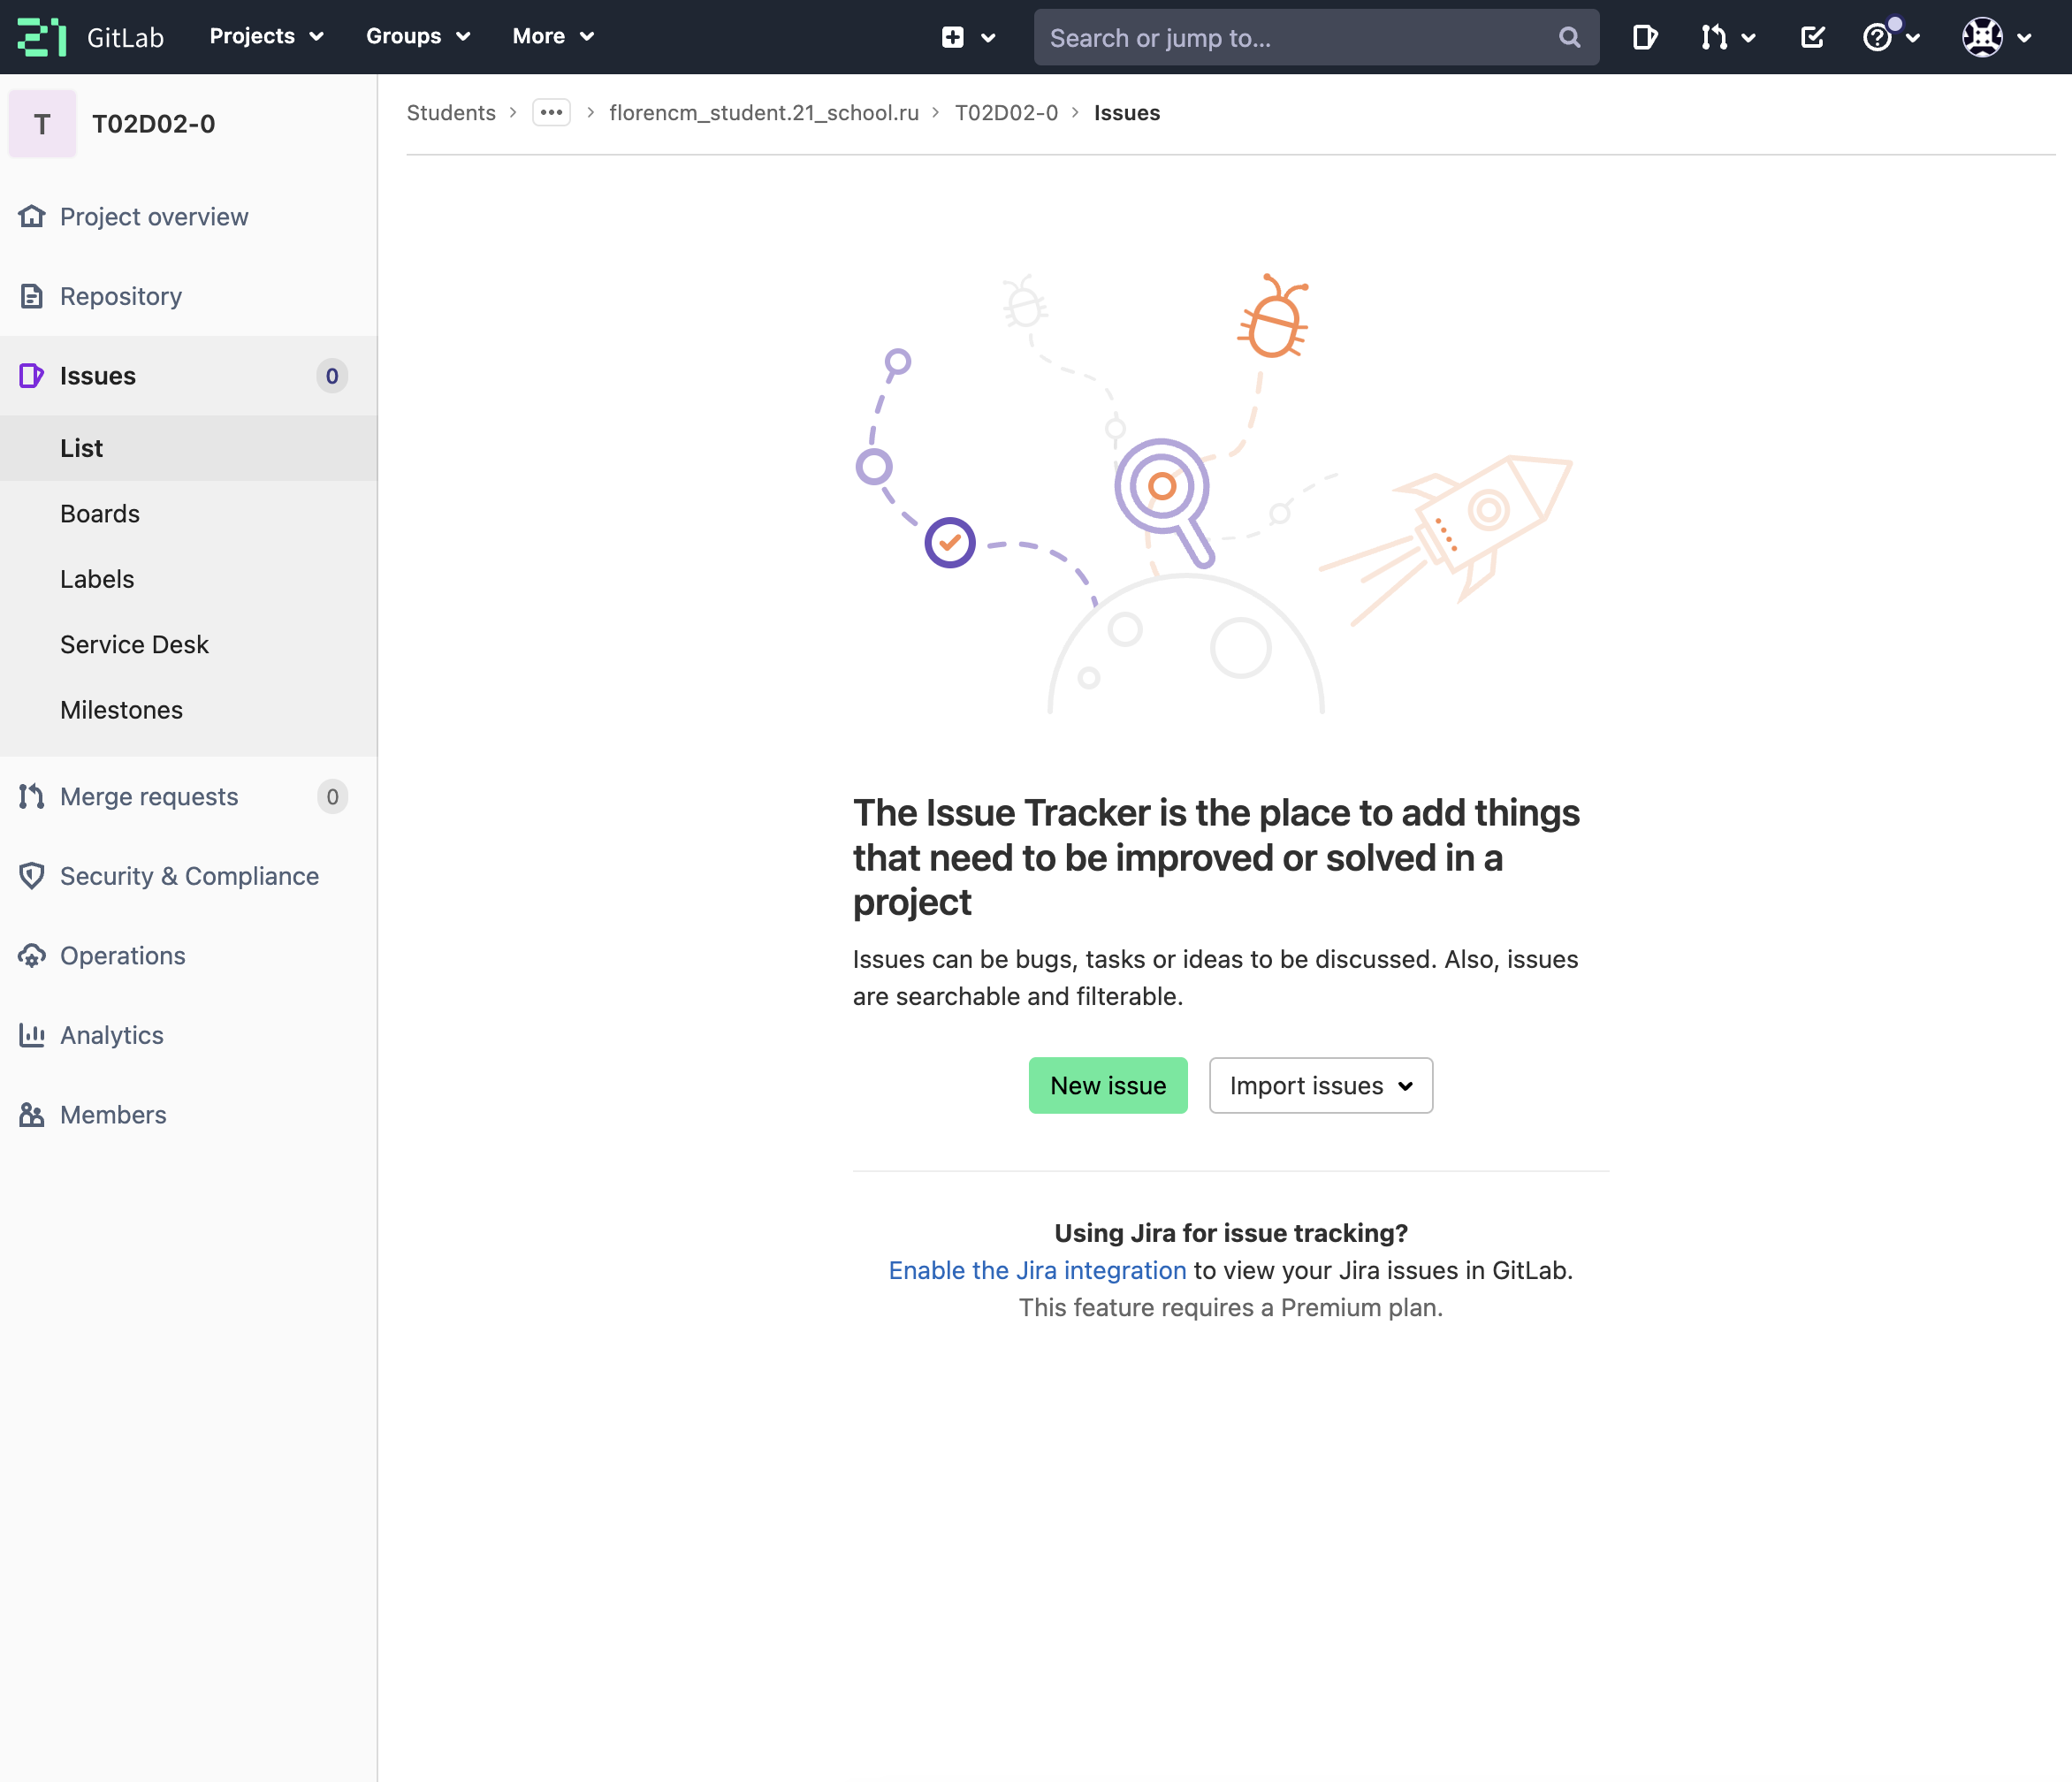 GitLab Projects Groups More Search or jump to...
T T02D02-0
Students > ••• > florencm_student.21_school.ru > T02D02-0 > Issues
Project overview
Repository
Issues 0
List
Boards
Labels
Service Desk
Milestones
Merge requests 0
Security & Compliance
Operations
Analytics
Members
The Issue Tracker is the place to add things
that need to be improved or solved in a
project
Issues can be bugs, tasks or ideas to be discussed. Also, issues
are searchable and filterable.
New issue Import issues
Using Jira for issue tracking?
Enable the Jira integration to view your Jira issues in GitLab.
This feature requires a Premium plan.